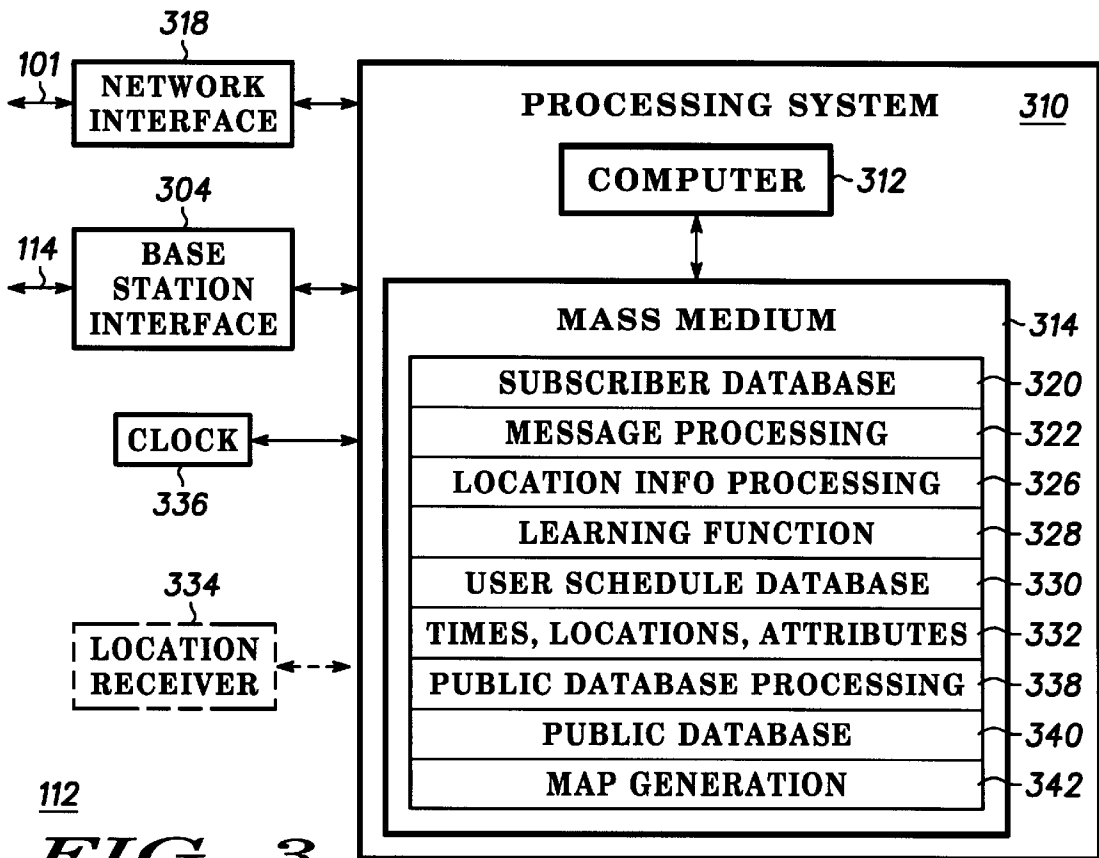 318
101
NETWORK
INTERFACE
PROCESSING SYSTEM 310
COMPUTER 312
304
114
BASE
STATION
INTERFACE
MASS MEDIUM 314
SUBSCRIBER DATABASE 320
MESSAGE PROCESSING 322
LOCATION INFO PROCESSING 326
LEARNING FUNCTION 328
USER SCHEDULE DATABASE 330
TIMES, LOCATIONS, ATTRIBUTES 332
PUBLIC DATABASE PROCESSING 338
PUBLIC DATABASE 340
MAP GENERATION 342
CLOCK
336
334
LOCATION
RECEIVER
112
FIG. 3